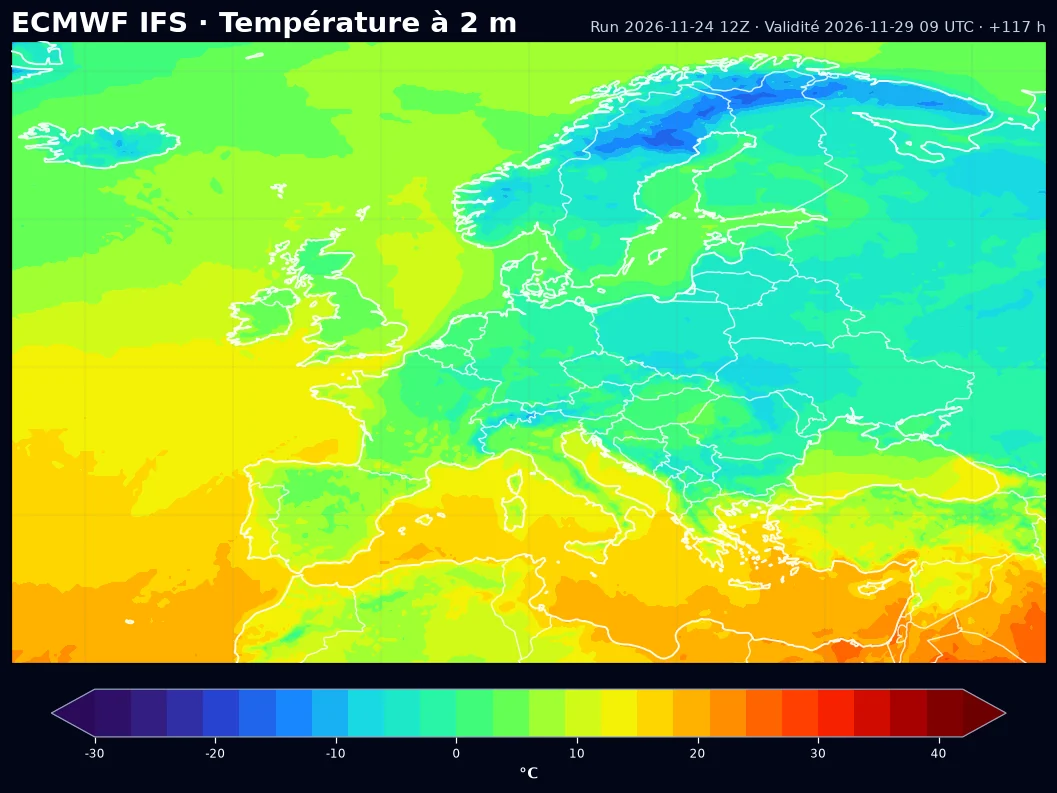 ECMWF IFS · Température à 2 m
Run 2026-11-24 12Z · Validité 2026-11-29 09 UTC · +117 h
-30 -20 -10 0 10 20 30 40
°C